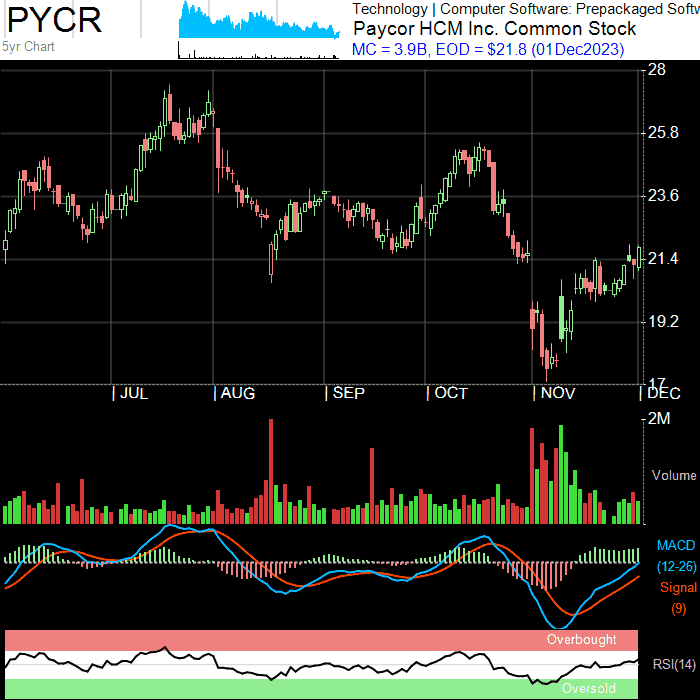 PYCR
Technology | Computer Software: Prepackaged Softw
Paycor HCM Inc. Common Stock
5yr Chart
MC = 3.9B, EOD = $21.8 (01Dec2023)
28
25.8
23.6
21.4
19.2
17
JUL
AUG
SEP
OCT
NOV
DEC
2M
Volume
MACD
(12-26)
Signal
(9)
Overbought
RSI(14)
Oversold